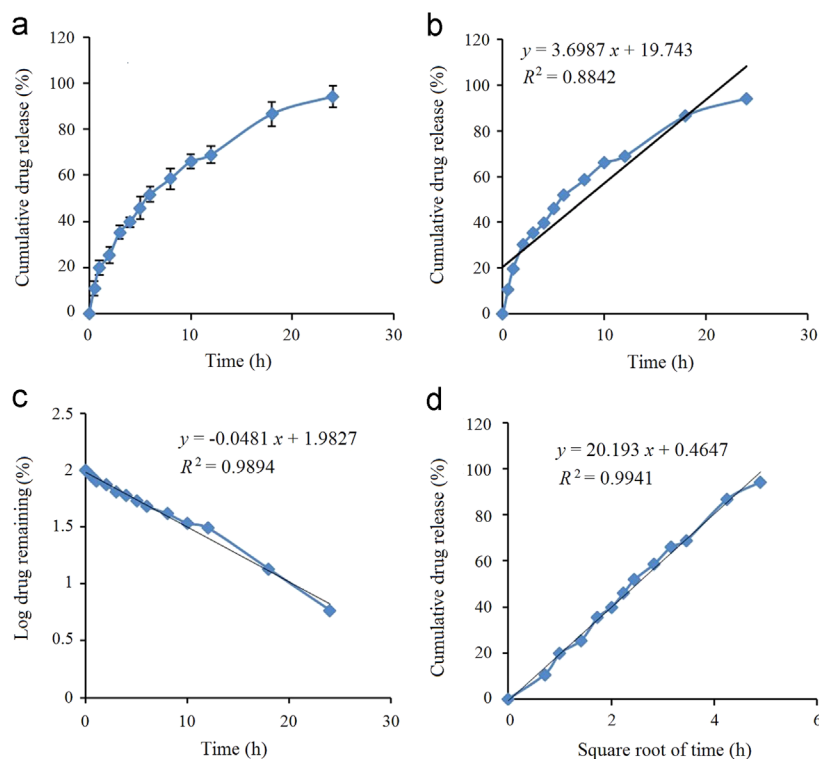 a
120
100
80
60
40
20
0
0
10
20
30
Cumulative drug release (%)
Time (h)
b
y = 3.6987 x + 19.743
R² = 0.8842
120
100
80
60
40
20
0
0
10
20
30
Cumulative drug release (%)
Time (h)
c
y = -0.0481 x + 1.9827
R² = 0.9894
2.5
2
1.5
1
0.5
0
0
10
20
30
Log drug remaining (%)
Time (h)
d
y = 20.193 x + 0.4647
R² = 0.9941
120
100
80
60
40
20
0
0
2
4
6
Cumulative drug release (%)
Square root of time (h)